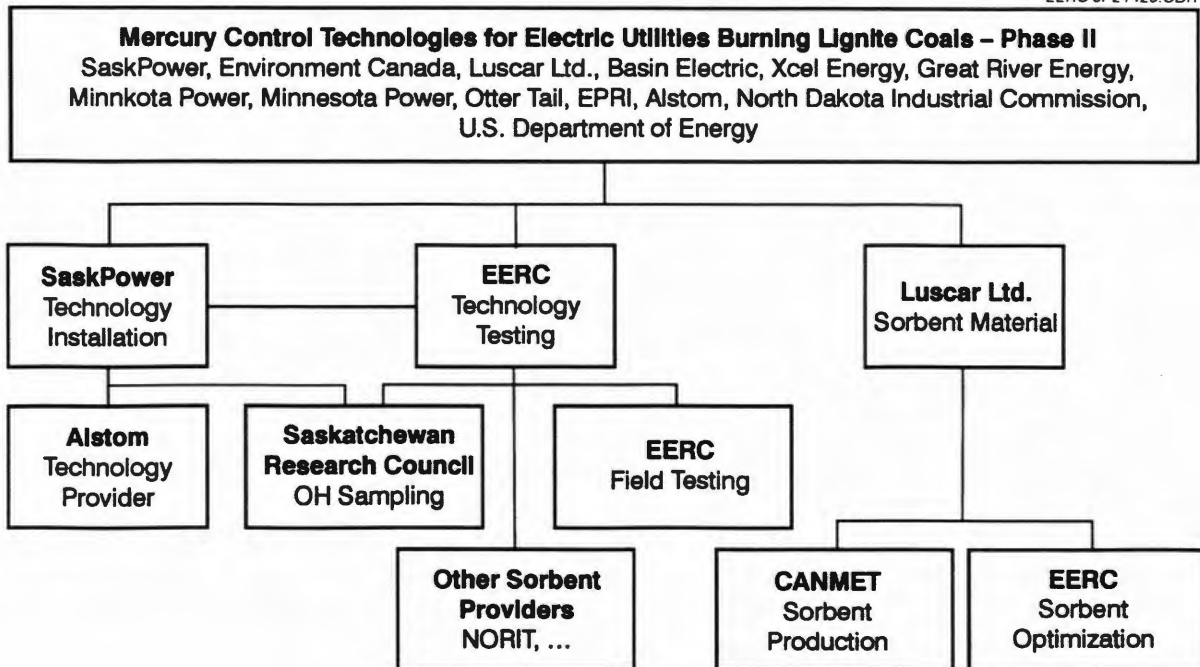 Mercury Control Technologies for Electric Utilities Burning Lignite Coals – Phase II
SaskPower, Environment Canada, Luscar Ltd., Basin Electric, Xcel Energy, Great River Energy,
Minnkota Power, Minnesota Power, Otter Tail, EPRI, Alstom, North Dakota Industrial Commission,
U.S. Department of Energy
SaskPower
Technology
Installation
EERC
Technology
Testing
Luscar Ltd.
Sorbent Material
Alstom
Technology
Provider
Saskatchewan
Research Council
OH Sampling
EERC
Field Testing
Other Sorbent
Providers
NORIT, ...
CANMET
Sorbent
Production
EERC
Sorbent
Optimization